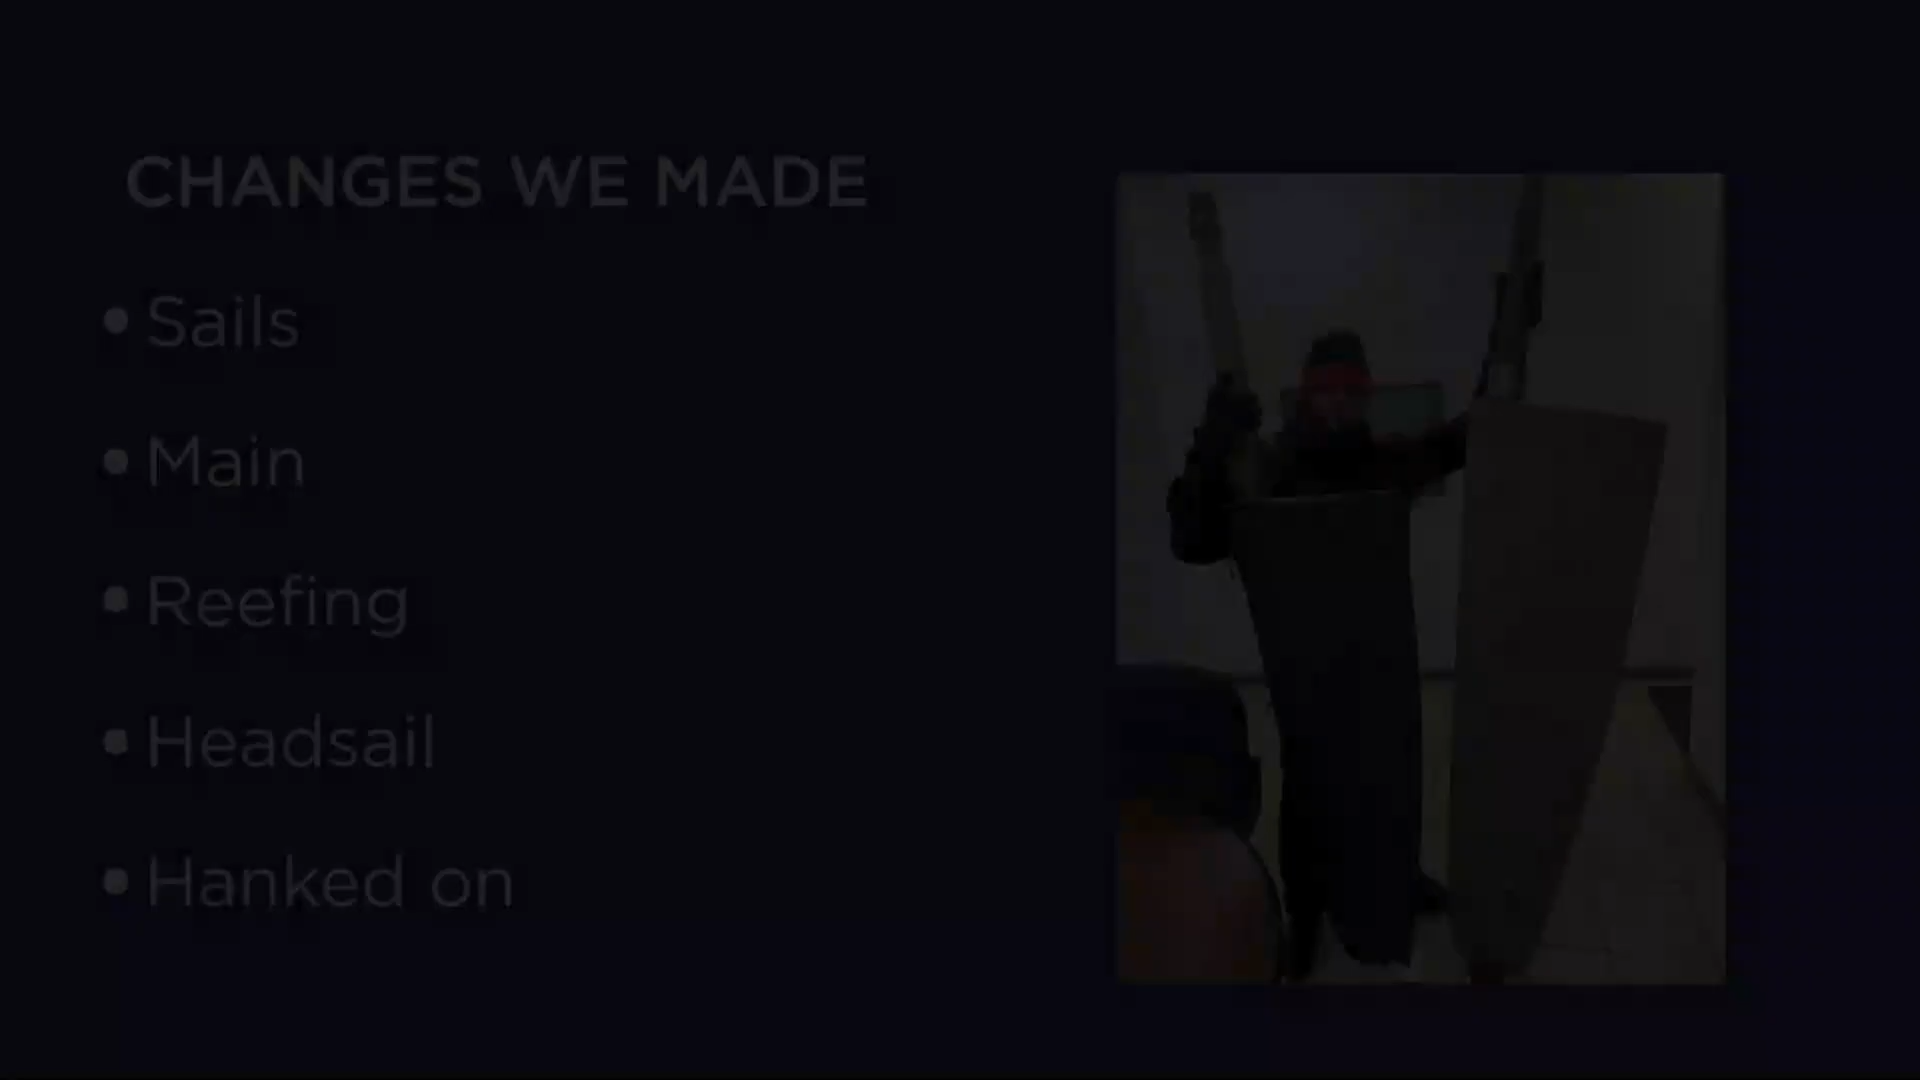 CHANGES WE MADE
• Sails
• Main
• Reefing
• Headsail
• Hanked on